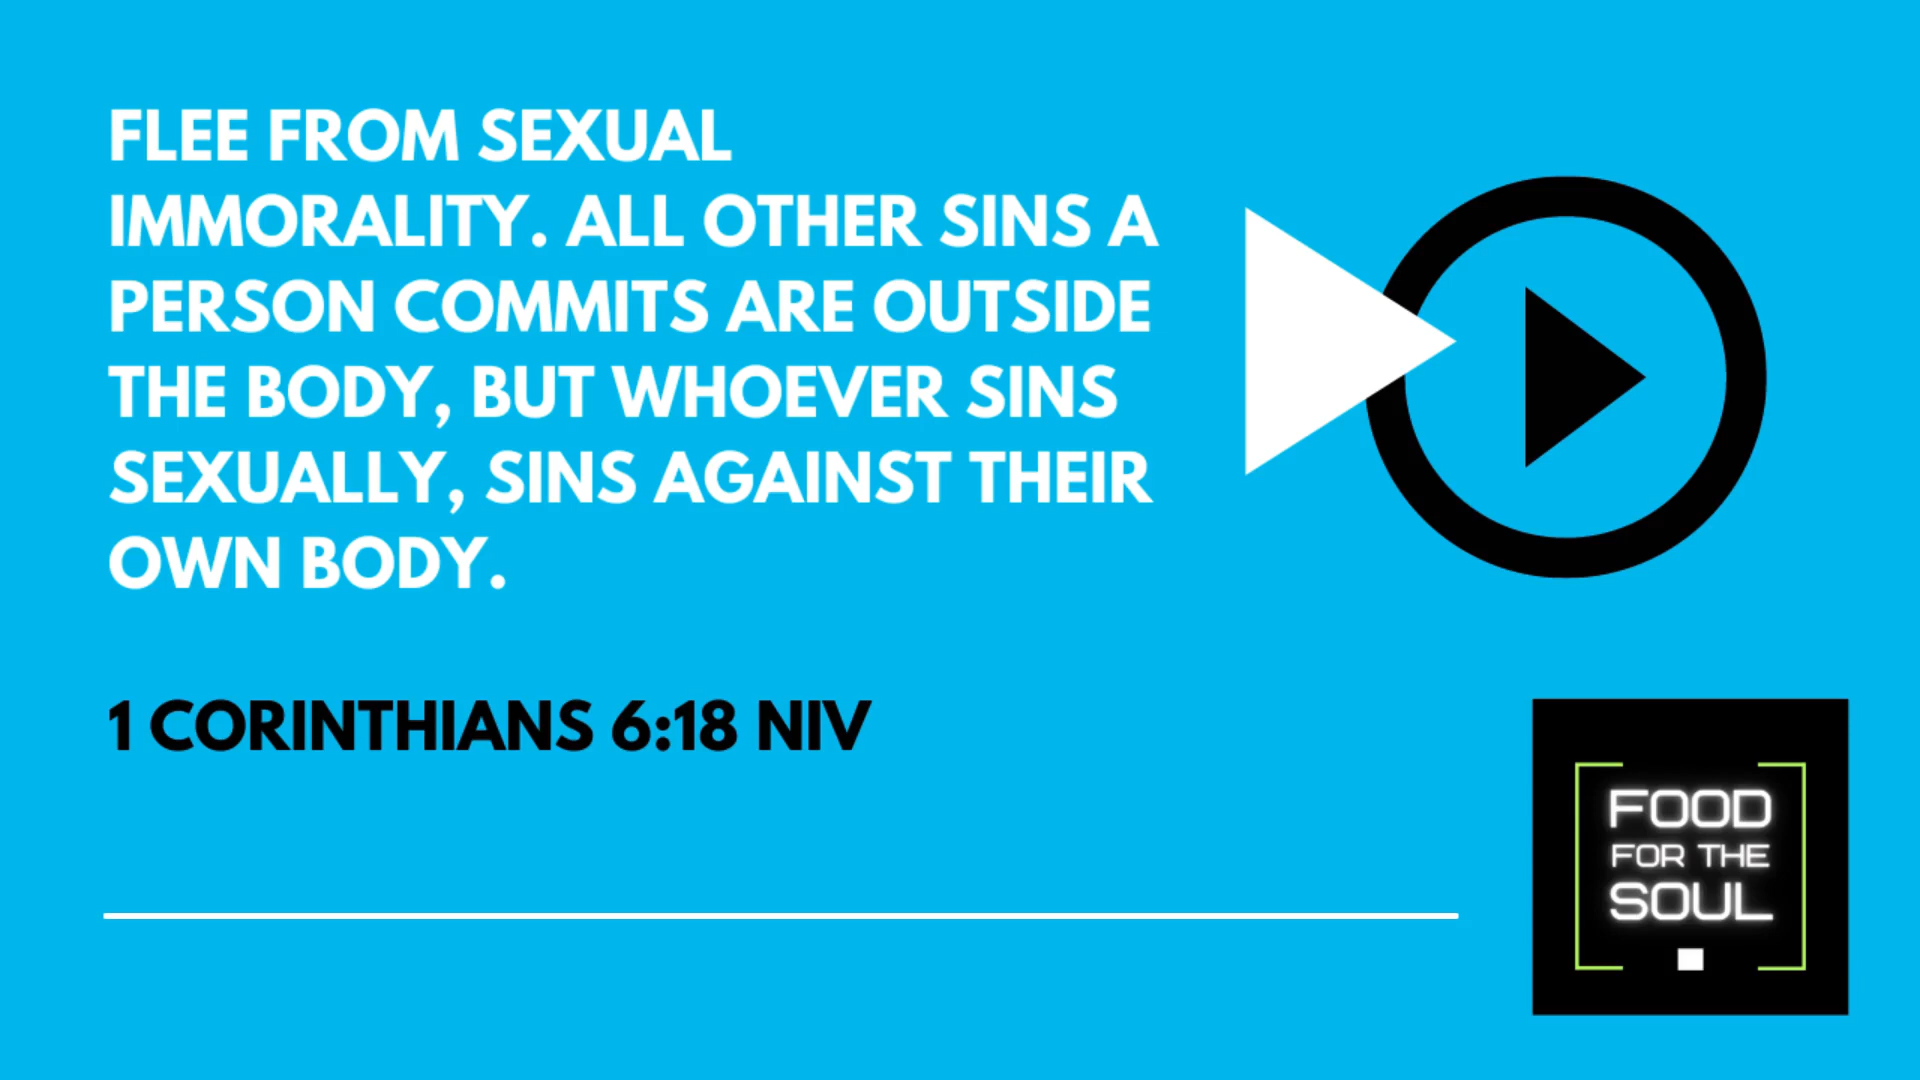 FLEE FROM SEXUAL
IMMORALITY. ALL OTHER SINS A
PERSON COMMITS ARE OUTSIDE
THE BODY, BUT WHOEVER SINS
SEXUALLY, SINS AGAINST THEIR
OWN BODY.
1 CORINTHIANS 6:18 NIV
FOOD
FOR THE
SOUL